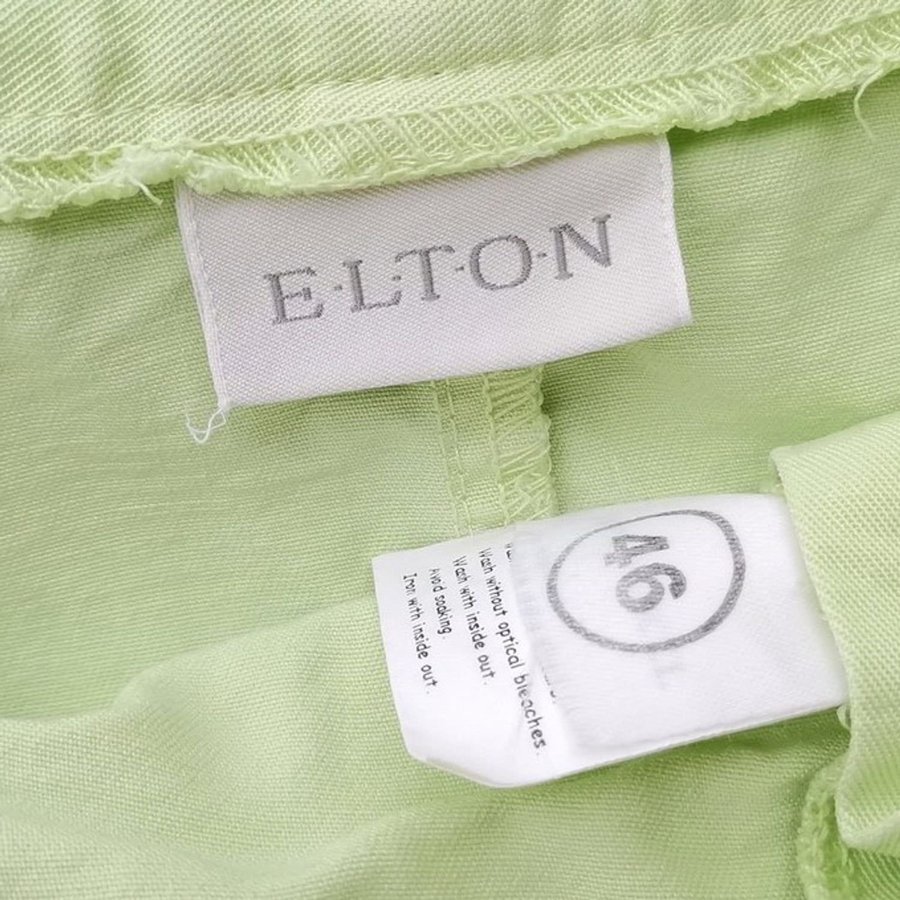 E·L·T·O·N
46
Wash without optical bleaches.
Wash with inside out.
Avoid soaking.
Iron with inside out.